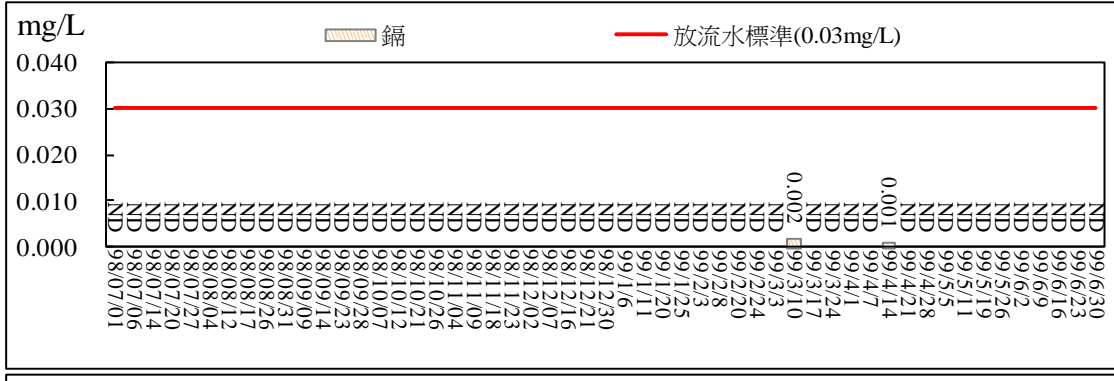 mg/L
鎘 放流水標準(0.03mg/L)
0.040
0.030
0.020
0.010
0.000
ND ND ND ND ND ND ND ND ND ND ND ND ND ND ND ND ND ND ND ND ND ND ND ND ND ND ND ND ND ND ND ND ND ND ND ND 0.002 ND ND ND ND 0.001 ND ND ND ND ND ND ND ND ND ND ND
98/07/01 98/07/06 98/07/14 98/07/20 98/07/27 98/08/04 98/08/12 98/08/17 98/08/26 98/08/31 98/09/09 98/09/14 98/09/23 98/09/28 98/10/07 98/10/12 98/10/21 98/10/26 98/11/04 98/11/09 98/11/18 98/11/23 98/12/02 98/12/07 98/12/16 98/12/21 98/12/30 99/1/6 99/1/11 99/1/20 99/1/25 99/2/3 99/2/8 99/2/20 99/2/24 99/3/3 99/3/10 99/3/17 99/3/24 99/4/1 99/4/7 99/4/14 99/4/21 99/4/28 99/5/5 99/5/11 99/5/19 99/5/26 99/6/2 99/6/9 99/6/16 99/6/23 99/6/30